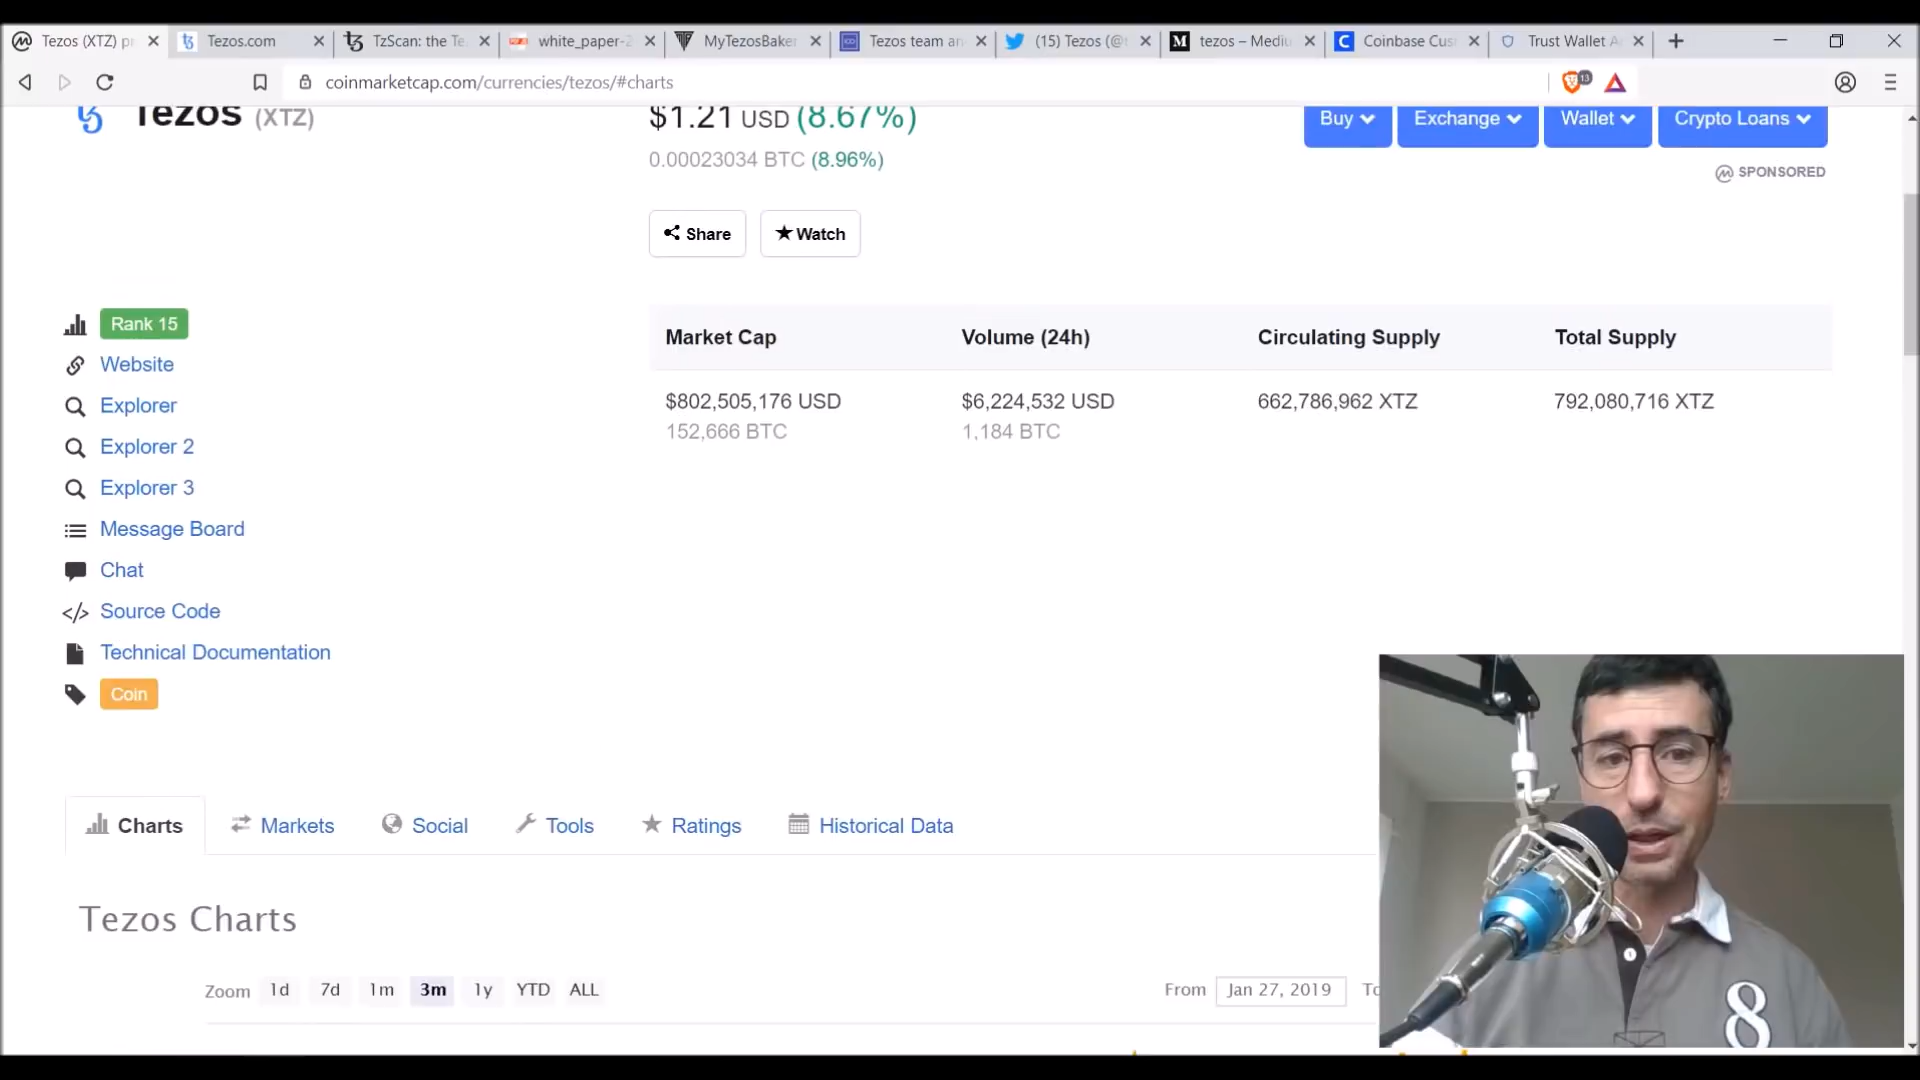 Tezos (XTZ) p
Tezos.com
TzScan: the Te
white_paper-2
MyTezosBaker
Tezos team an
(15) Tezos (@t
tezos – Mediu
Coinbase Cus
Trust Wallet A
coinmarketcap.com/currencies/tezos/#charts
13
Tezos (XTZ)
$1.21 USD (8.67%)
0.00023034 BTC (8.96%)
Buy
Exchange
Wallet
Crypto Loans
SPONSORED
Share
Watch
Rank 15
Website
Explorer
Explorer 2
Explorer 3
Message Board
Chat
Source Code
Technical Documentation
Coin
Market Cap
Volume (24h)
Circulating Supply
Total Supply
$802,505,176 USD
$6,224,532 USD
662,786,962 XTZ
792,080,716 XTZ
152,666 BTC
1,184 BTC
Charts
Markets
Social
Tools
Ratings
Historical Data
Tezos Charts
Zoom 1d 7d 1m 3m 1y YTD ALL
From Jan 27, 2019 To
8